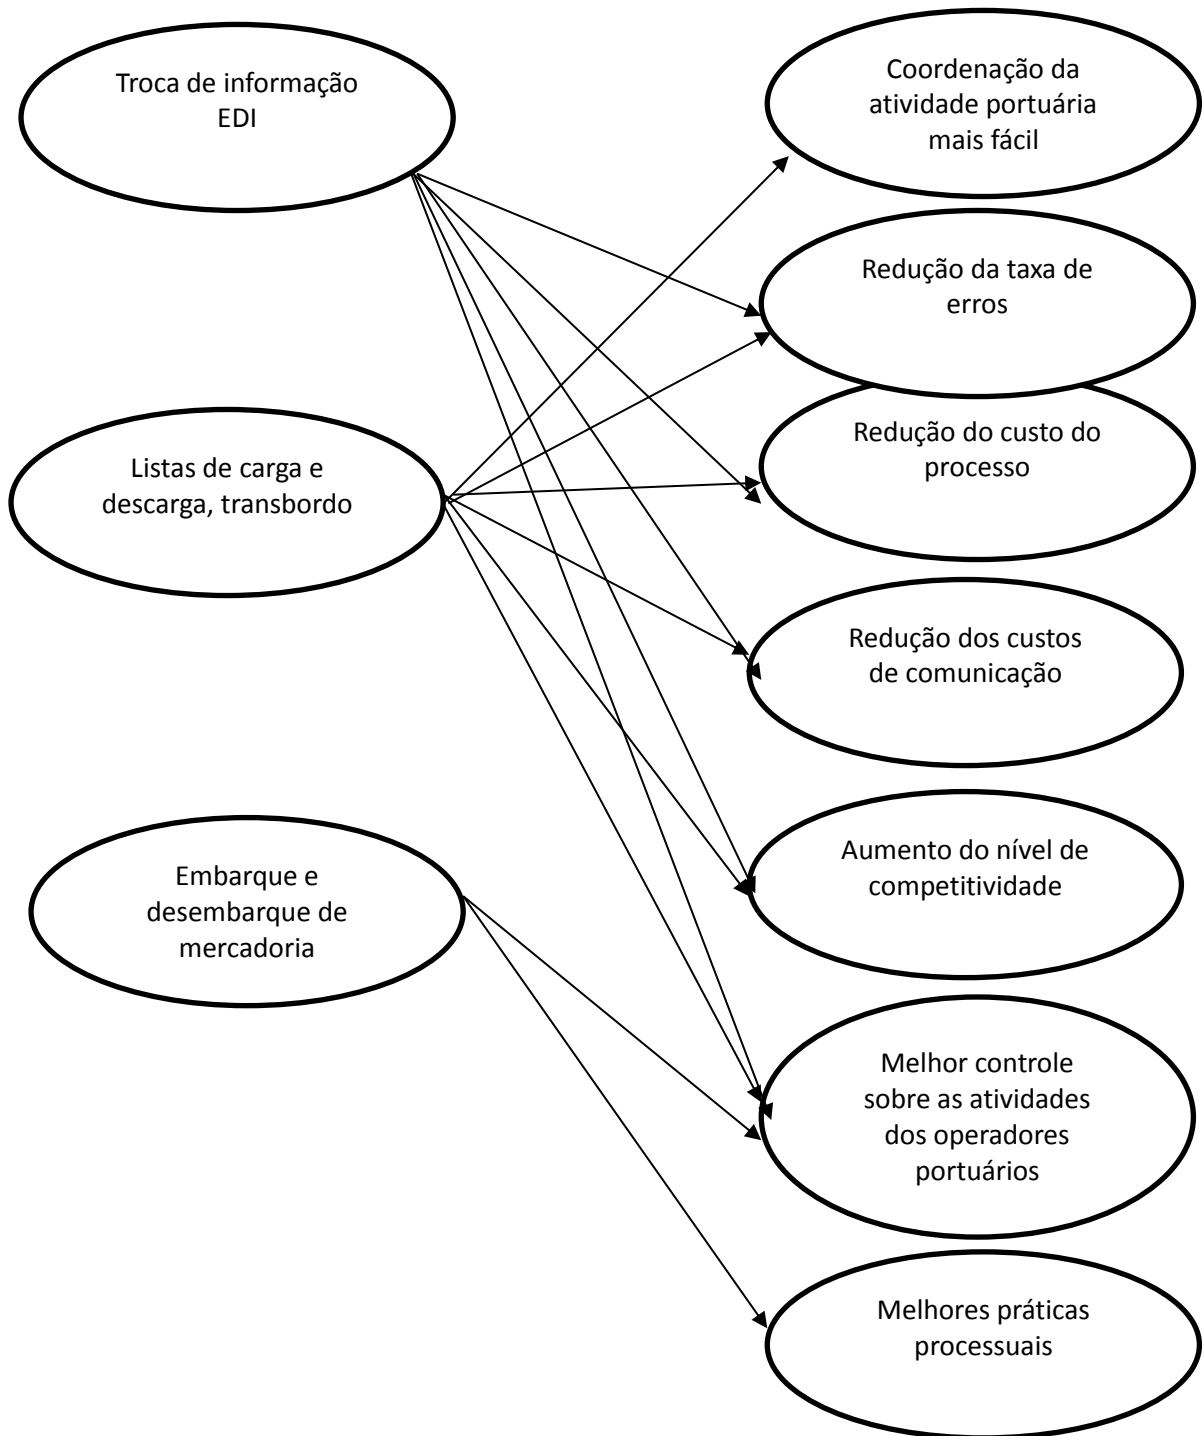 Troca de informação
EDI
Listas de carga e
descarga, transbordo
Embarque e
desembarque de
mercadoria
Coordenação da
atividade portuária
mais fácil
Redução da taxa de
erros
Redução do custo do
processo
Redução dos custos
de comunicação
Aumento do nível de
competitividade
Melhor controle
sobre as atividades
dos operadores
portuários
Melhores práticas
processuais